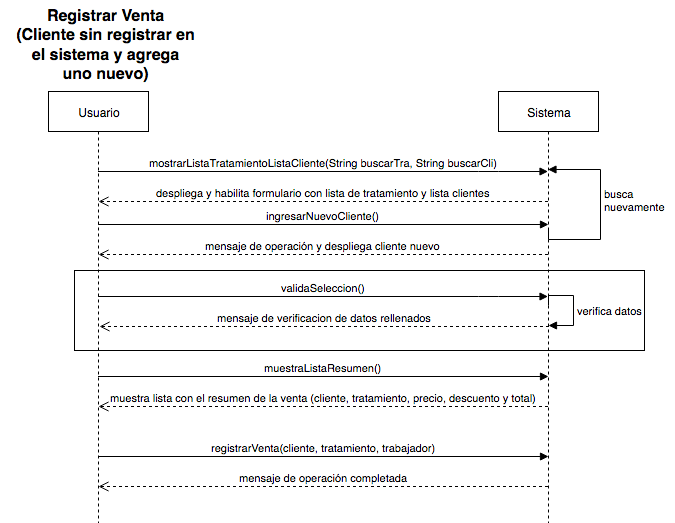 Registrar Venta
(Cliente sin registrar en
el sistema y agrega
uno nuevo)
Usuario
Sistema
mostrarListaTratamientoListaCliente(String buscarTra, String buscarCli)
despliega y habilita formulario con lista de tratamiento y lista clientes
busca
nuevamente
ingresarNuevoCliente()
mensaje de operación y despliega cliente nuevo
validaSeleccion()
verifica datos
mensaje de verificacion de datos rellenados
muestraListaResumen()
muestra lista con el resumen de la venta (cliente, tratamiento, precio, descuento y total)
registrarVenta(cliente, tratamiento, trabajador)
mensaje de operación completada